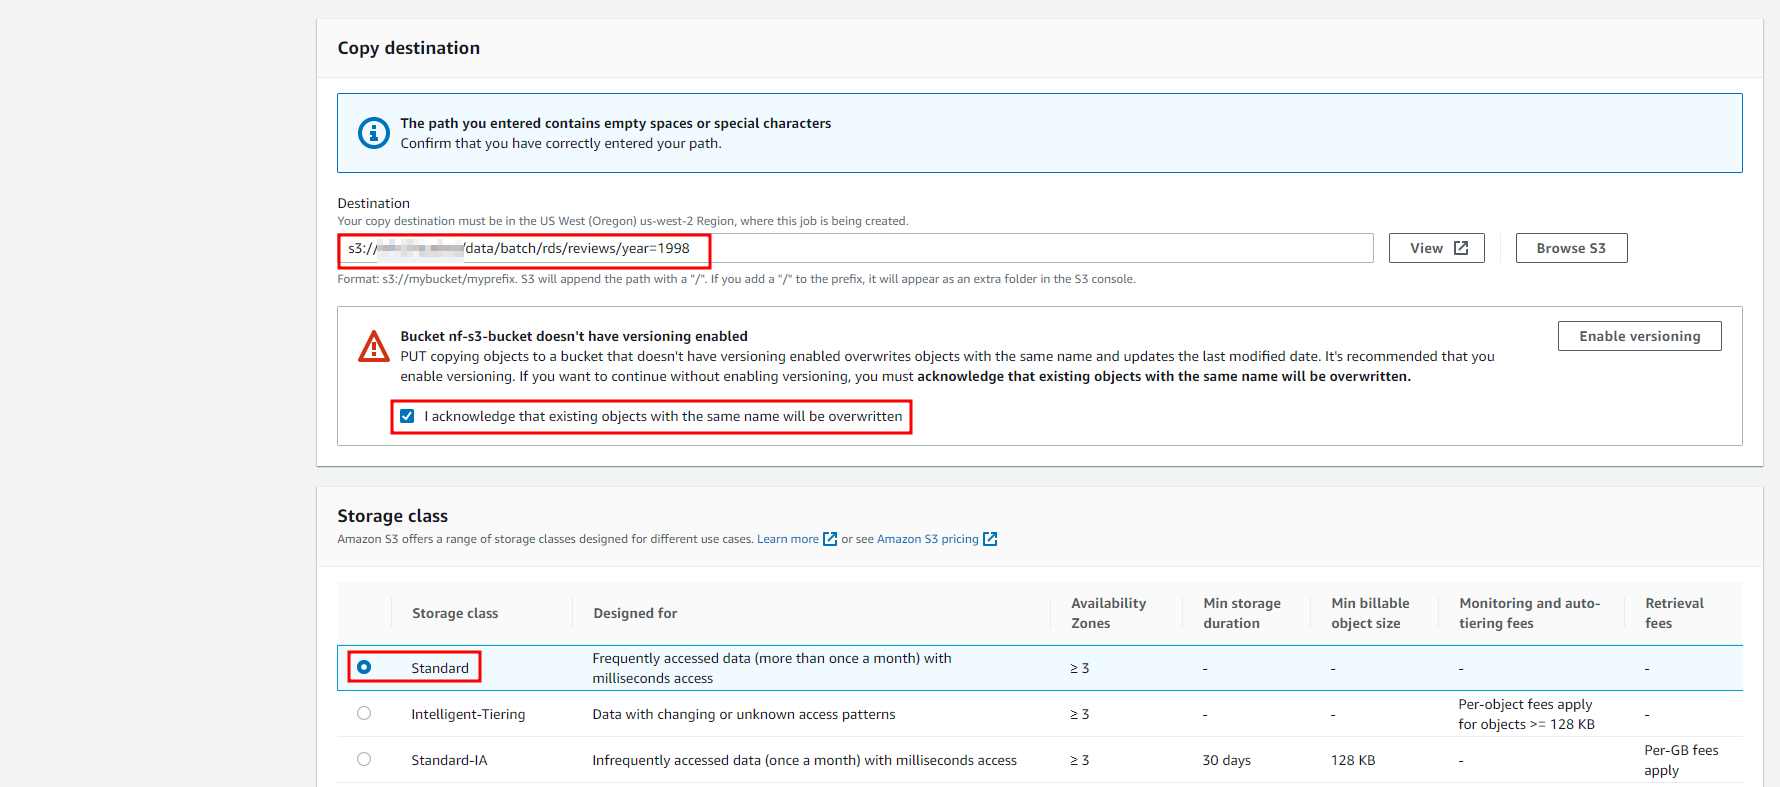 Copy destination
The path you entered contains empty spaces or special characters
Confirm that you have correctly entered your path.
Destination
Your copy destination must be in the US West (Oregon) us-west-2 Region, where this job is being created.
s3:// /data/batch/rds/reviews/year=1998
View
Browse S3
Format: s3://mybucket/myprefix. S3 will append the path with a "/". If you add a "/" to the prefix, it will appear as an extra folder in the S3 console.
Bucket nf-s3-bucket doesn't have versioning enabled
Enable versioning
PUT copying objects to a bucket that doesn't have versioning enabled overwrites objects with the same name and updates the last modified date. It's recommended that you
enable versioning. If you want to continue without enabling versioning, you must acknowledge that existing objects with the same name will be overwritten.
I acknowledge that existing objects with the same name will be overwritten
Storage class
Amazon S3 offers a range of storage classes designed for different use cases. Learn more or see Amazon S3 pricing
Storage class
Designed for
Availability
Zones
Min storage
duration
Min billable
object size
Monitoring and auto-
tiering fees
Retrieval
fees
Standard
Frequently accessed data (more than once a month) with
milliseconds access
≥ 3
-
-
-
-
Intelligent-Tiering
Data with changing or unknown access patterns
≥ 3
-
-
Per-object fees apply
for objects >= 128 KB
-
Standard-IA
Infrequently accessed data (once a month) with milliseconds access
≥ 3
30 days
128 KB
-
Per-GB fees
apply